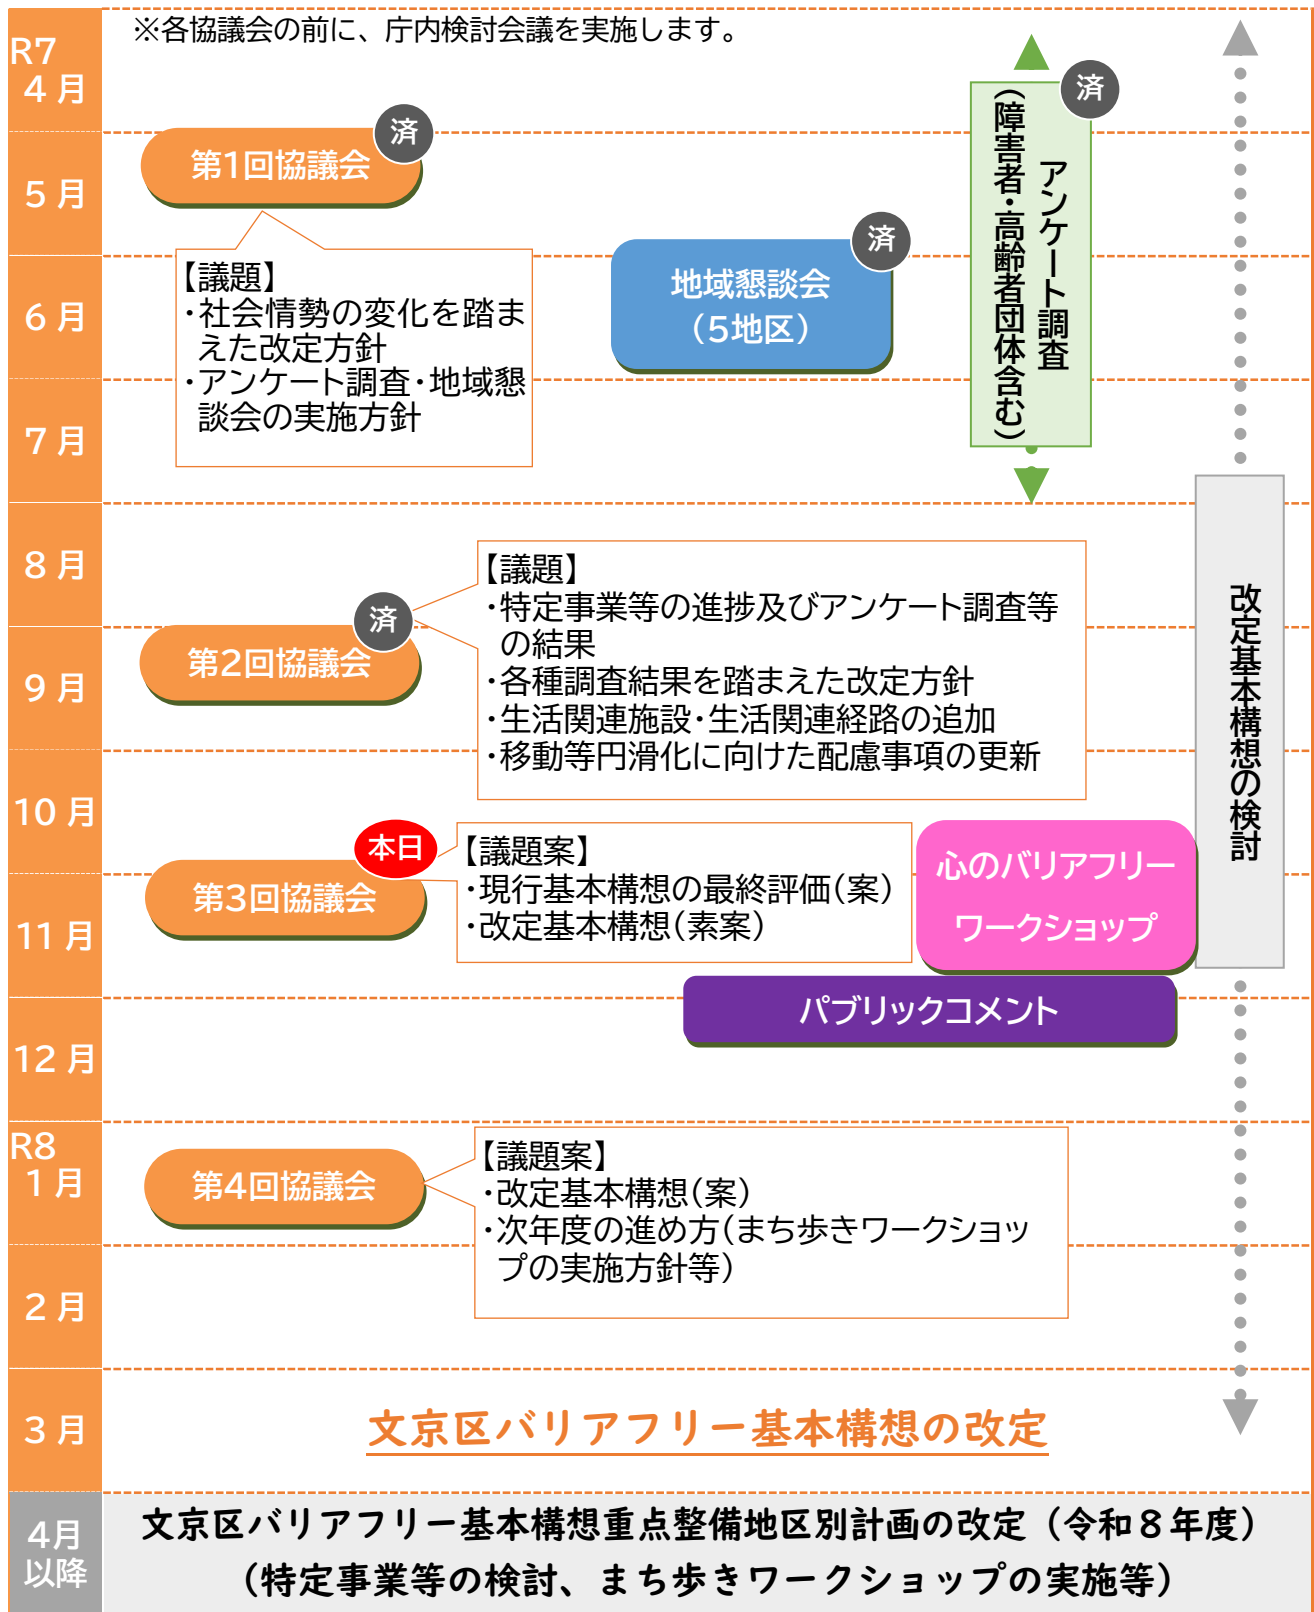 ※各協議会の前に、庁内検討会議を実施します。
R7
4 月
済
アンケート調査
（障害者・高齢者団体含む）
済
第1回協議会
5 月
【議題】
・社会情勢の変化を踏ま
えた改定方針
・アンケート調査・地域懇
談会の実施方針
済
地域懇談会
（5地区）
6 月
7 月
8 月
【議題】
・特定事業等の進捗及びアンケート調査等
の結果
・各種調査結果を踏まえた改定方針
・生活関連施設・生活関連経路の追加
・移動等円滑化に向けた配慮事項の更新
済
第2回協議会
9 月
改定基本構想の検討
10 月
本日
第3回協議会
【議題案】
・現行基本構想の最終評価（案）
・改定基本構想（素案）
心のバリアフリー
ワークショップ
11 月
パブリックコメント
12 月
R8
1 月
第4回協議会
【議題案】
・改定基本構想（案）
・次年度の進め方（まち歩きワークショッ
プの実施方針等）
2 月
3 月
文京区バリアフリー基本構想の改定
4月
以降
文京区バリアフリー基本構想重点整備地区別計画の改定（令和８年度）
（特定事業等の検討、まち歩きワークショップの実施等）